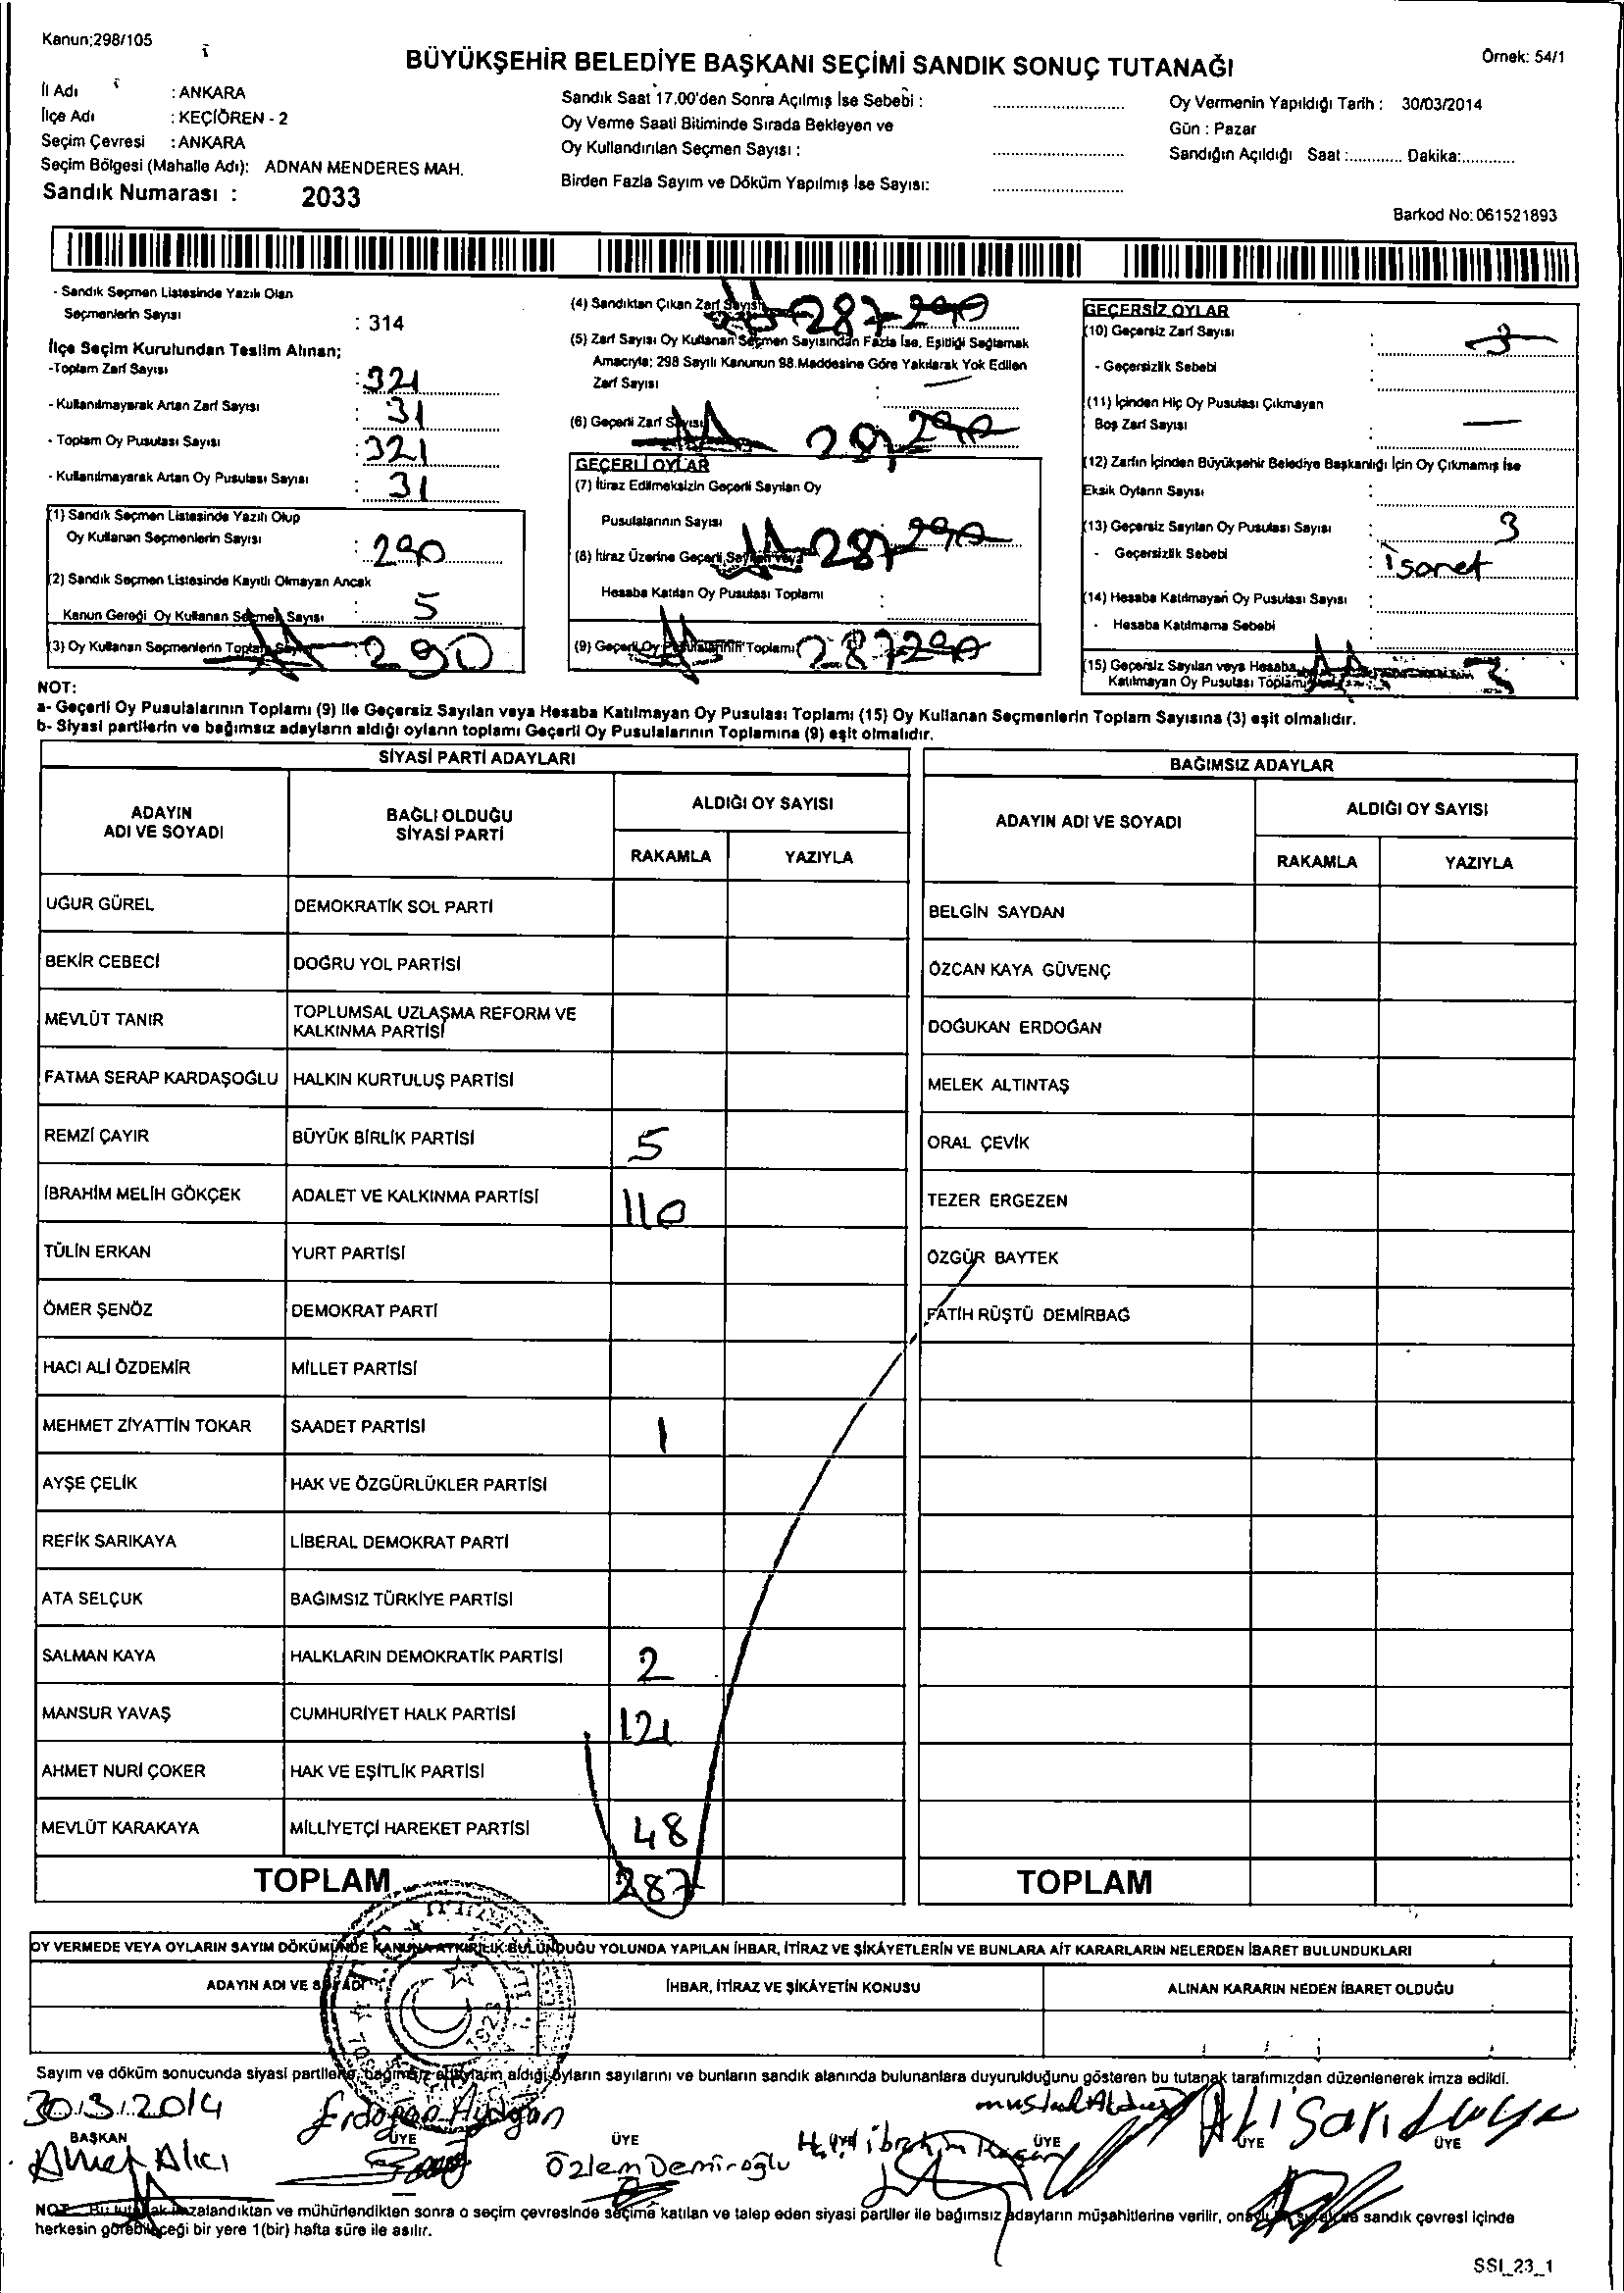 Kanun;298/105
BÜYÜKŞEHİR BELEDİYE BAŞKANI SEÇİMİ SANDIK SONUÇ TUTANAĞI
Örnek: 54/1
İl Adı : ANKARA
İlçe Adı : KEÇİÖREN - 2
Seçim Çevresi : ANKARA
Seçim Bölgesi (Mahalle Adı): ADNAN MENDERES MAH.
Sandık Numarası : 2033
Sandık Saat 17.00'den Sonra Açılmış İse Sebebi :
Oy Verme Saati Bitiminde Sırada Bekleyen ve
Oy Kullandırılan Seçmen Sayısı :
Birden Fazla Sayım ve Döküm Yapılmış İse Sayısı:
Oy Vermenin Yapıldığı Tarih : 30/03/2014
Gün : Pazar
Sandığın Açıldığı Saat :............ Dakika:............
Barkod No: 061521893
- Sandık Seçmen Listesinde Yazılı Olan
Seçmenlerin Sayısı : 314
İlçe Seçim Kurulundan Teslim Alınan;
-Toplam Zarf Sayısı : 321
- Kullanılmayarak Artan Zarf Sayısı : 31
- Toplam Oy Pusulası Sayısı : 321
- Kullanılmayarak Artan Oy Pusulası Sayısı : 31
(1) Sandık Seçmen Listesinde Yazılı Olup
Oy Kullanan Seçmenlerin Sayısı : 290
(2) Sandık Seçmen Listesinde Kayıtlı Olmayan Ancak
Kanun Gereği Oy Kullanan Seçmen Sayısı : 5
(3) Oy Kullanan Seçmenlerin Toplam Sayısı : 290
(4) Sandıktan Çıkan Zarf Sayısı 287 290
(5) Zarf Sayısı Oy Kullanan Seçmen Sayısından Fazla İse, Eşitliği Sağlamak
Amacıyla; 298 Sayılı Kanunun 98.Maddesine Göre Yakılarak Yok Edilen
Zarf Sayısı : —
(6) Geçerli Zarf Sayısı 287 290
GEÇERLİ OYLAR
(7) İtiraz Edilmeksizin Geçerli Sayılan Oy
Pusulalarının Sayısı 287 290
(8) İtiraz Üzerine Geçerli Sayılan veya
Hesaba Katılan Oy Pusulası Toplamı :
(9) Geçerli Oy Pusulalarının Toplamı 287 290
GEÇERSİZ OYLAR
(10) Geçersiz Zarf Sayısı : 3
- Geçersizlik Sebebi :
(11) İçinden Hiç Oy Pusulası Çıkmayan
Boş Zarf Sayısı : —
(12) Zarfın İçinden Büyükşehir Belediye Başkanlığı İçin Oy Çıkmamış İse
Eksik Oyların Sayısı :
(13) Geçersiz Sayılan Oy Pusulası Sayısı : 3
- Geçersizlik Sebebi : İsaret
(14) Hesaba Katılmayan Oy Pusulası Sayısı :
- Hesaba Katılmama Sebebi :
(15) Geçersiz Sayılan veya Hesaba
Katılmayan Oy Pusulası Toplamı 3
NOT:
a- Geçerli Oy Pusulalarının Toplamı (9) ile Geçersiz Sayılan veya Hesaba Katılmayan Oy Pusulası Toplamı (15) Oy Kullanan Seçmenlerin Toplam Sayısına (3) eşit olmalıdır.
b- Siyasi partilerin ve bağımsız adayların aldığı oyların toplamı Geçerli Oy Pusulalarının Toplamına (9) eşit olmalıdır.
SİYASİ PARTİ ADAYLARI
ADAYIN ADI VE SOYADI
BAĞLI OLDUĞU SİYASİ PARTİ
ALDIĞI OY SAYISI
RAKAMLA YAZIYLA
UĞUR GÜREL DEMOKRATİK SOL PARTİ
BEKİR CEBECİ DOĞRU YOL PARTİSİ
MEVLÜT TANIR TOPLUMSAL UZLAŞMA REFORM VE KALKINMA PARTİSİ
FATMA SERAP KARDAŞOĞLU HALKIN KURTULUŞ PARTİSİ
REMZİ ÇAYIR BÜYÜK BİRLİK PARTİSİ 5
İBRAHİM MELİH GÖKÇEK ADALET VE KALKINMA PARTİSİ 110
TÜLİN ERKAN YURT PARTİSİ
ÖMER ŞENÖZ DEMOKRAT PARTİ
HACI ALİ ÖZDEMİR MİLLET PARTİSİ
MEHMET ZİYATTİN TOKAR SAADET PARTİSİ 1
AYŞE ÇELİK HAK VE ÖZGÜRLÜKLER PARTİSİ
REFİK SARIKAYA LİBERAL DEMOKRAT PARTİ
ATA SELÇUK BAĞIMSIZ TÜRKİYE PARTİSİ
SALMAN KAYA HALKLARIN DEMOKRATİK PARTİSİ 2
MANSUR YAVAŞ CUMHURİYET HALK PARTİSİ 121
AHMET NURİ ÇOKER HAK VE EŞİTLİK PARTİSİ
MEVLÜT KARAKAYA MİLLİYETÇİ HAREKET PARTİSİ 48
TOPLAM 287
BAĞIMSIZ ADAYLAR
ADAYIN ADI VE SOYADI
ALDIĞI OY SAYISI
RAKAMLA YAZIYLA
BELGİN SAYDAN
ÖZCAN KAYA GÜVENÇ
DOĞUKAN ERDOĞAN
MELEK ALTINTAŞ
ORAL ÇEVİK
TEZER ERGEZEN
ÖZGÜR BAYTEK
FATİH RÜŞTÜ DEMİRBAĞ
TOPLAM
OY VERMEDE VEYA OYLARIN SAYIM DÖKÜMÜNDE KANUNA AYKIRILIK BULUNDUĞU YOLUNDA YAPILAN İHBAR, İTİRAZ VE ŞİKÂYETLERİN VE BUNLARA AİT KARARLARIN NELERDEN İBARET BULUNDUKLARI
ADAYIN ADI VE SOYADI
İHBAR, İTİRAZ VE ŞİKÂYETİN KONUSU
ALINAN KARARIN NEDEN İBARET OLDUĞU
1923
Sayım ve döküm sonucunda siyasi partilerin, bağımsız adayların aldığı oyların sayılarını ve bunların sandık alanında bulunanlara duyurulduğunu gösteren bu tutanak tarafımızdan düzenlenerek imza edildi.
30.3.2014
BAŞKAN ÜYE ÜYE ÜYE ÜYE ÜYE ÜYE
Ahmet Alıcı
Erdoğan Aydoğan
Özlem Demiroğlu
NOT: Bu tutanak imzalandıktan ve mühürlendikten sonra o seçim çevresinde seçime katılan ve talep eden siyasi partiler ile bağımsız adayların müşahitlerine verilir, sandık çevresi içinde
herkesin görebileceği bir yere 1(bir) hafta süre ile asılır.
SSI_23_1